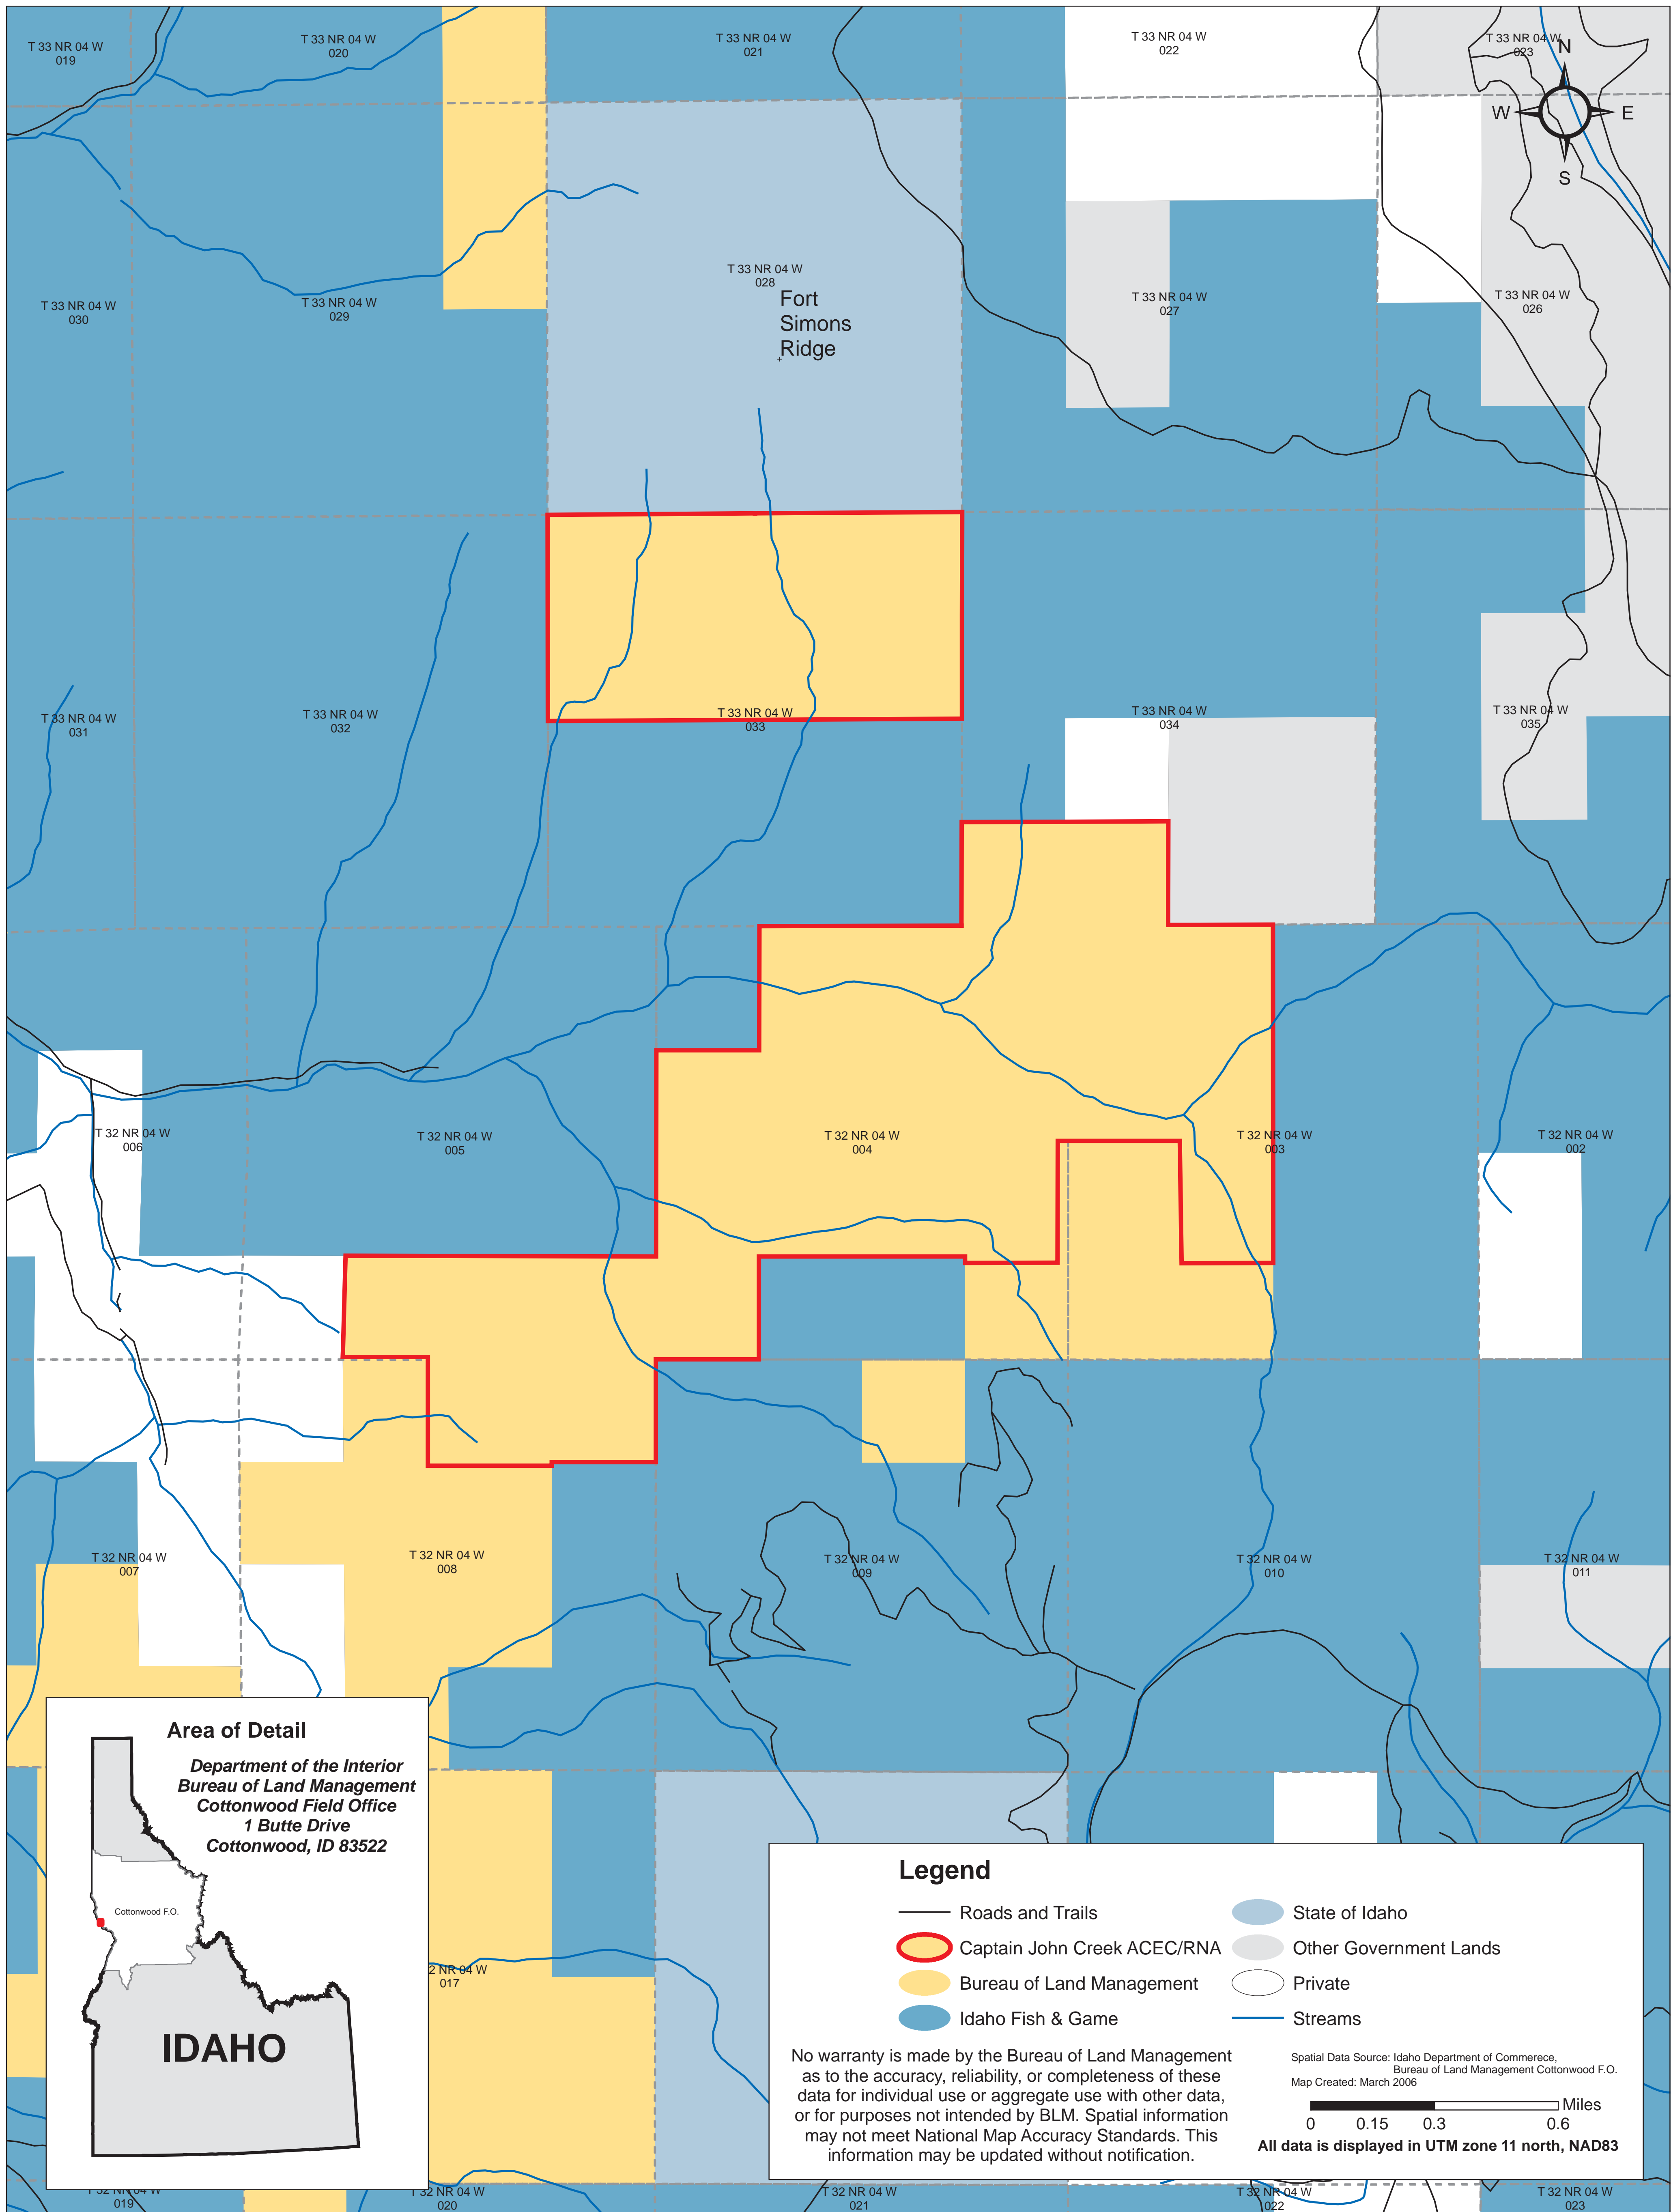 T 33 NR 04 W
019
T 33 NR 04 W
020
T 33 NR 04 W
021
T 33 NR 04 W
022
T 33 NR 04 W
023
N
W
E
S
T 33 NR 04 W
030
T 33 NR 04 W
029
T 33 NR 04 W
028
Fort
Simons
Ridge
T 33 NR 04 W
027
T 33 NR 04 W
026
T 33 NR 04 W
031
T 33 NR 04 W
032
T 33 NR 04 W
033
T 33 NR 04 W
034
T 33 NR 04 W
035
T 32 NR 04 W
006
T 32 NR 04 W
005
T 32 NR 04 W
004
T 32 NR 04 W
003
T 32 NR 04 W
002
T 32 NR 04 W
007
T 32 NR 04 W
008
T 32 NR 04 W
009
T 32 NR 04 W
010
T 32 NR 04 W
011
Area of Detail
Department of the Interior
Bureau of Land Management
Cottonwood Field Office
1 Butte Drive
Cottonwood, ID 83522
Cottonwood F.O.
IDAHO
2 NR 04 W
017
Legend
Roads and Trails
Captain John Creek ACEC/RNA
Bureau of Land Management
Idaho Fish & Game
State of Idaho
Other Government Lands
Private
Streams
No warranty is made by the Bureau of Land Management
as to the accuracy, reliability, or completeness of these
data for individual use or aggregate use with other data,
or for purposes not intended by BLM. Spatial information
may not meet National Map Accuracy Standards. This
information may be updated without notification.
Spatial Data Source: Idaho Department of Commerece,
Bureau of Land Management Cottonwood F.O.
Map Created: March 2006
Miles
0 0.15 0.3 0.6
All data is displayed in UTM zone 11 north, NAD83
T 32 NR 04 W
019
T 32 NR 04 W
020
T 32 NR 04 W
021
T 32 NR 04 W
022
T 32 NR 04 W
023